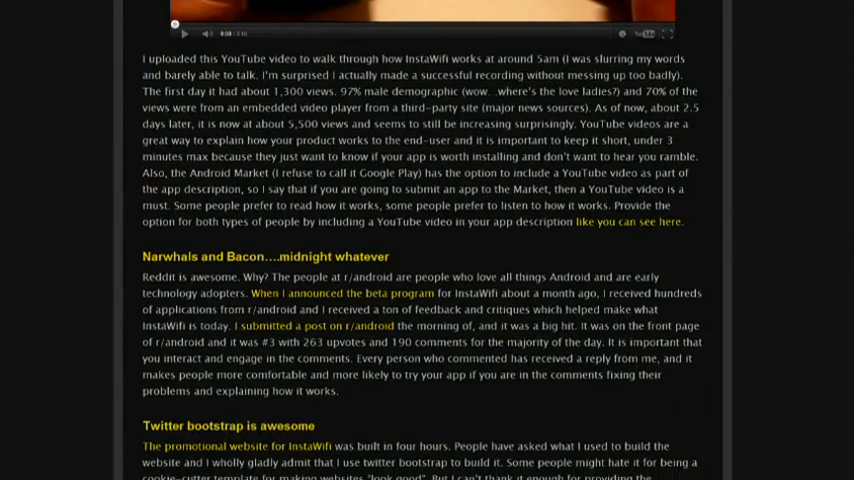 0:00 / 3:10
I uploaded this YouTube video to walk through how InstaWifi works at around 5am (I was slurring my words
and barely able to talk. I'm surprised I actually made a successful recording without messing up too badly).
The first day it had about 1,300 views. 97% male demographic (wow...where's the love ladies?) and 70% of the
views were from an embedded video player from a third-party site (major news sources). As of now, about 2.5
days later, it is now at about 5,500 views and seems to still be increasing surprisingly. YouTube videos are a
great way to explain how your product works to the end-user and it is important to keep it short, under 3
minutes max because they just want to know if your app is worth installing and don't want to hear you ramble.
Also, the Android Market (I refuse to call it Google Play) has the option to include a YouTube video as part of
the app description, so I say that if you are going to submit an app to the Market, then a YouTube video is a
must. Some people prefer to read how it works, some people prefer to listen to how it works. Provide the
option for both types of people by including a YouTube video in your app description like you can see here.
Narwhals and Bacon....midnight whatever
Reddit is awesome. Why? The people at r/android are people who love all things Android and are early
technology adopters. When I announced the beta program for InstaWifi about a month ago, I received hundreds
of applications from r/android and I received a ton of feedback and critiques which helped make what
InstaWifi is today. I submitted a post on r/android the morning of, and it was a big hit. It was on the front page
of r/android and it was #3 with 263 upvotes and 190 comments for the majority of the day. It is important that
you interact and engage in the comments. Every person who commented has received a reply from me, and it
makes people more comfortable and more likely to try your app if you are in the comments fixing their
problems and explaining how it works.
Twitter bootstrap is awesome
The promotional website for InstaWifi was built in four hours. People have asked what I used to build the
website and I wholly gladly admit that I use twitter bootstrap to build it. Some people might hate it for being a
cookie-cutter template for making websites "look good". But I can't thank it enough for providing the